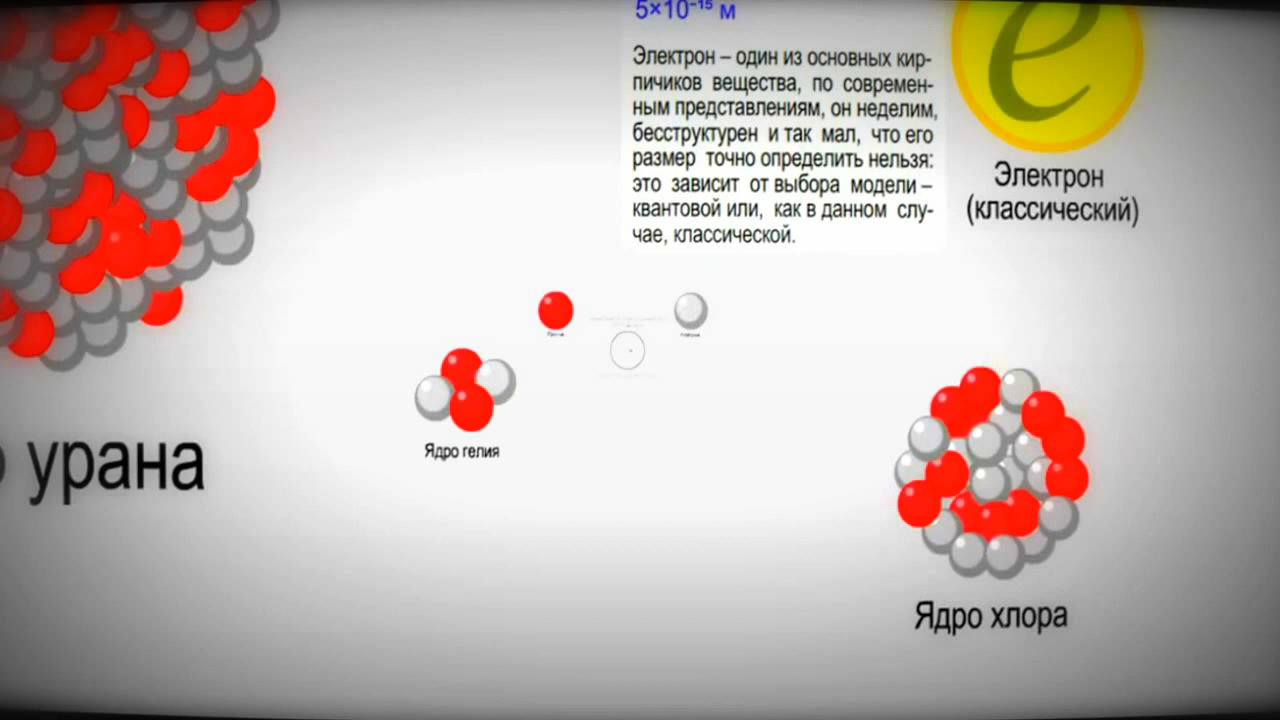 5×10⁻¹⁵ м
Электрон – один из основных кир-
пичиков вещества, по современ-
ным представлениям, он неделим,
бесструктурен и так мал, что его
размер точно определить нельзя:
это зависит от выбора модели –
квантовой или, как в данном слу-
чае, классической.
e
Электрон
(классический)
Ядро гелия
урана
Ядро хлора